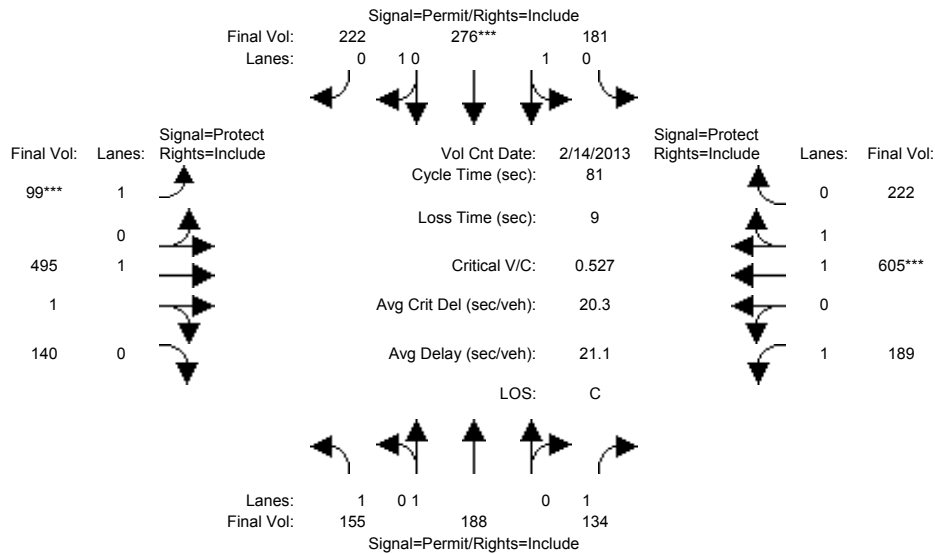 Signal=Permit/Rights=Include
Final Vol: 222 276*** 181
Lanes: 0 1 0 1 0
Signal=Protect Signal=Protect
Final Vol: Lanes: Rights=Include Vol Cnt Date: 2/14/2013 Rights=Include Lanes: Final Vol:
Cycle Time (sec): 81
99*** 1 0 222
Loss Time (sec): 9
0 1
495 1 Critical V/C: 0.527 1 605***
1 Avg Crit Del (sec/veh): 20.3 0
140 0 Avg Delay (sec/veh): 21.1 1 189
LOS: C
Lanes: 1 0 1 0 1
Final Vol: 155 188 134
Signal=Permit/Rights=Include